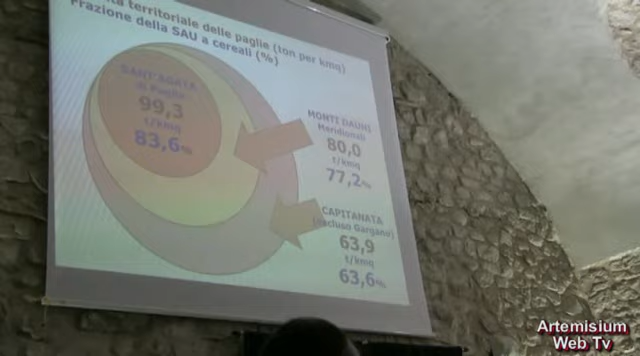 territoriale delle paglie (ton per kmq)
Frazione della SAU a cereali (%)
SANT'AGATA
di Puglia
99,3
t/kmq
83,6%
MONTI DAUNI
Meridionali
80,0
t/kmq
77,2%
CAPITANATA
(escluso Gargano)
63,9
t/kmq
63,6%
Artemisium
Web Tv